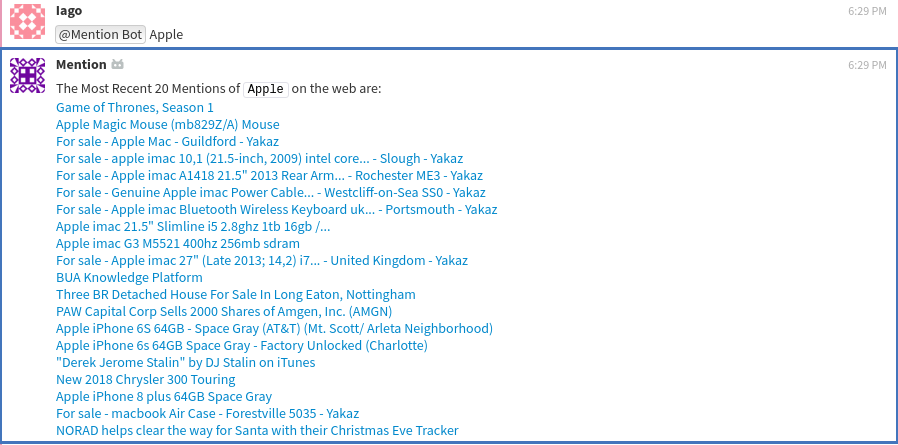 Iago 6:29 PM
@Mention Bot Apple
Mention 6:29 PM
The Most Recent 20 Mentions of Apple on the web are:
Game of Thrones, Season 1
Apple Magic Mouse (mb829Z/A) Mouse
For sale - Apple Mac - Guildford - Yakaz
For sale - apple imac 10,1 (21.5-inch, 2009) intel core... - Slough - Yakaz
For sale - Apple imac A1418 21.5" 2013 Rear Arm... - Rochester ME3 - Yakaz
For sale - Genuine Apple imac Power Cable... - Westcliff-on-Sea SS0 - Yakaz
For sale - Apple imac Bluetooth Wireless Keyboard uk... - Portsmouth - Yakaz
Apple imac 21.5" Slimline i5 2.8ghz 1tb 16gb /...
Apple imac G3 M5521 400hz 256mb sdram
For sale - Apple imac 27" (Late 2013; 14,2) i7... - United Kingdom - Yakaz
BUA Knowledge Platform
Three BR Detached House For Sale In Long Eaton, Nottingham
PAW Capital Corp Sells 2000 Shares of Amgen, Inc. (AMGN)
Apple iPhone 6S 64GB - Space Gray (AT&T) (Mt. Scott/ Arleta Neighborhood)
Apple iPhone 6s 64GB Space Gray - Factory Unlocked (Charlotte)
"Derek Jerome Stalin" by DJ Stalin on iTunes
New 2018 Chrysler 300 Touring
Apple iPhone 8 plus 64GB Space Gray
For sale - macbook Air Case - Forestville 5035 - Yakaz
NORAD helps clear the way for Santa with their Christmas Eve Tracker